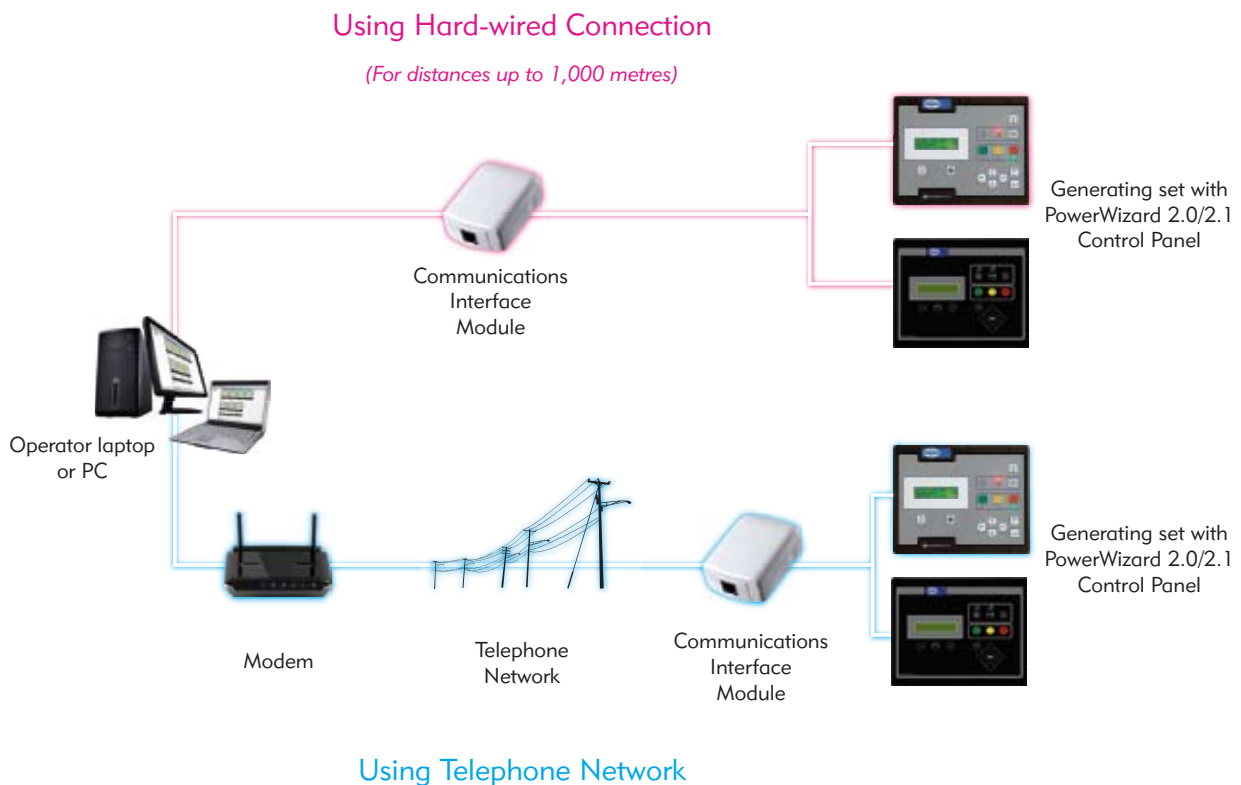 Using Hard-wired Connection
(For distances up to 1,000 metres)
Communications
Interface
Module
Generating set with
PowerWizard 2.0/2.1
Control Panel
Operator laptop
or PC
Modem
Telephone
Network
Communications
Interface
Module
Generating set with
PowerWizard 2.0/2.1
Control Panel
Using Telephone Network